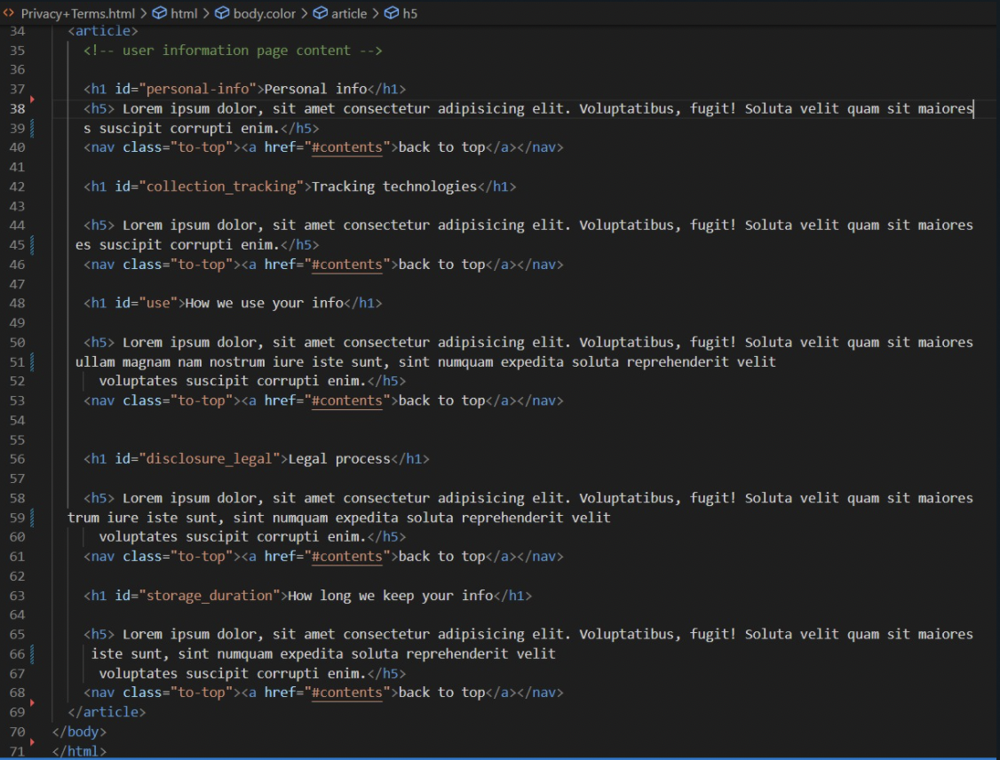 Privacy+Terms.html > html > body.color > article > h5
34 <article>
35 <!-- user information page content -->
36
37 <h1 id="personal-info">Personal info</h1>
38 <h5> Lorem ipsum dolor, sit amet consectetur adipisicing elit. Voluptatibus, fugit! Soluta velit quam sit maiores
39 s suscipit corrupti enim.</h5>
40 <nav class="to-top"><a href="#contents">back to top</a></nav>
41
42 <h1 id="collection_tracking">Tracking technologies</h1>
43
44 <h5> Lorem ipsum dolor, sit amet consectetur adipisicing elit. Voluptatibus, fugit! Soluta velit quam sit maiores
45 es suscipit corrupti enim.</h5>
46 <nav class="to-top"><a href="#contents">back to top</a></nav>
47
48 <h1 id="use">How we use your info</h1>
49
50 <h5> Lorem ipsum dolor, sit amet consectetur adipisicing elit. Voluptatibus, fugit! Soluta velit quam sit maiores
51 ullam magnam nam nostrum iure iste sunt, sint numquam expedita soluta reprehenderit velit
52 voluptates suscipit corrupti enim.</h5>
53 <nav class="to-top"><a href="#contents">back to top</a></nav>
54
55
56 <h1 id="disclosure_legal">Legal process</h1>
57
58 <h5> Lorem ipsum dolor, sit amet consectetur adipisicing elit. Voluptatibus, fugit! Soluta velit quam sit maiores
59 trum iure iste sunt, sint numquam expedita soluta reprehenderit velit
60 voluptates suscipit corrupti enim.</h5>
61 <nav class="to-top"><a href="#contents">back to top</a></nav>
62
63 <h1 id="storage_duration">How long we keep your info</h1>
64
65 <h5> Lorem ipsum dolor, sit amet consectetur adipisicing elit. Voluptatibus, fugit! Soluta velit quam sit maiores
66 iste sunt, sint numquam expedita soluta reprehenderit velit
67 voluptates suscipit corrupti enim.</h5>
68 <nav class="to-top"><a href="#contents">back to top</a></nav>
69 </article>
70 </body>
71 </html>